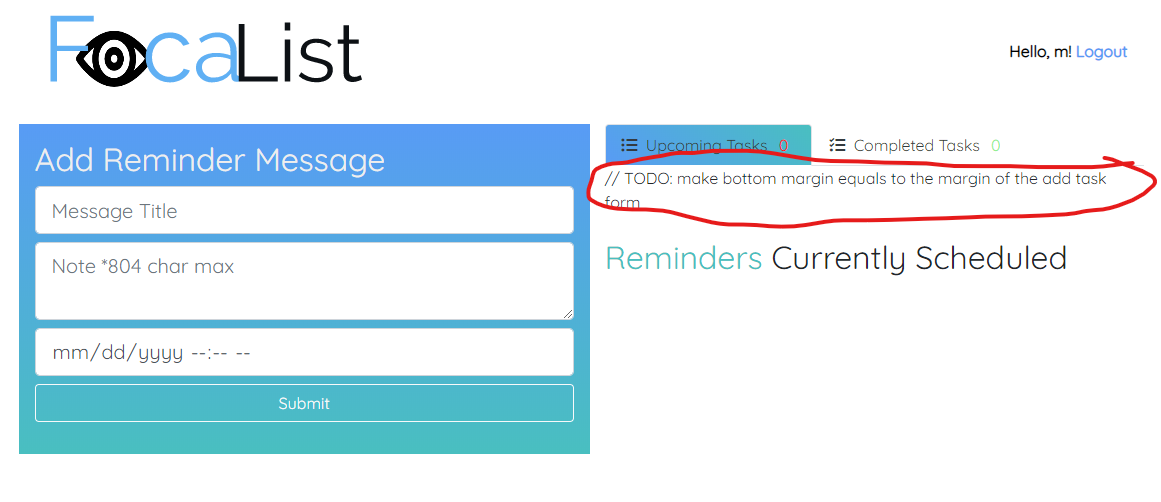 FocaList
Hello, m! Logout
Add Reminder Message
Message Title
Note *804 char max
mm/dd/yyyy --:-- --
Submit
Upcoming Tasks 0
Completed Tasks 0
// TODO: make bottom margin equals to the margin of the add task
form
Reminders Currently Scheduled